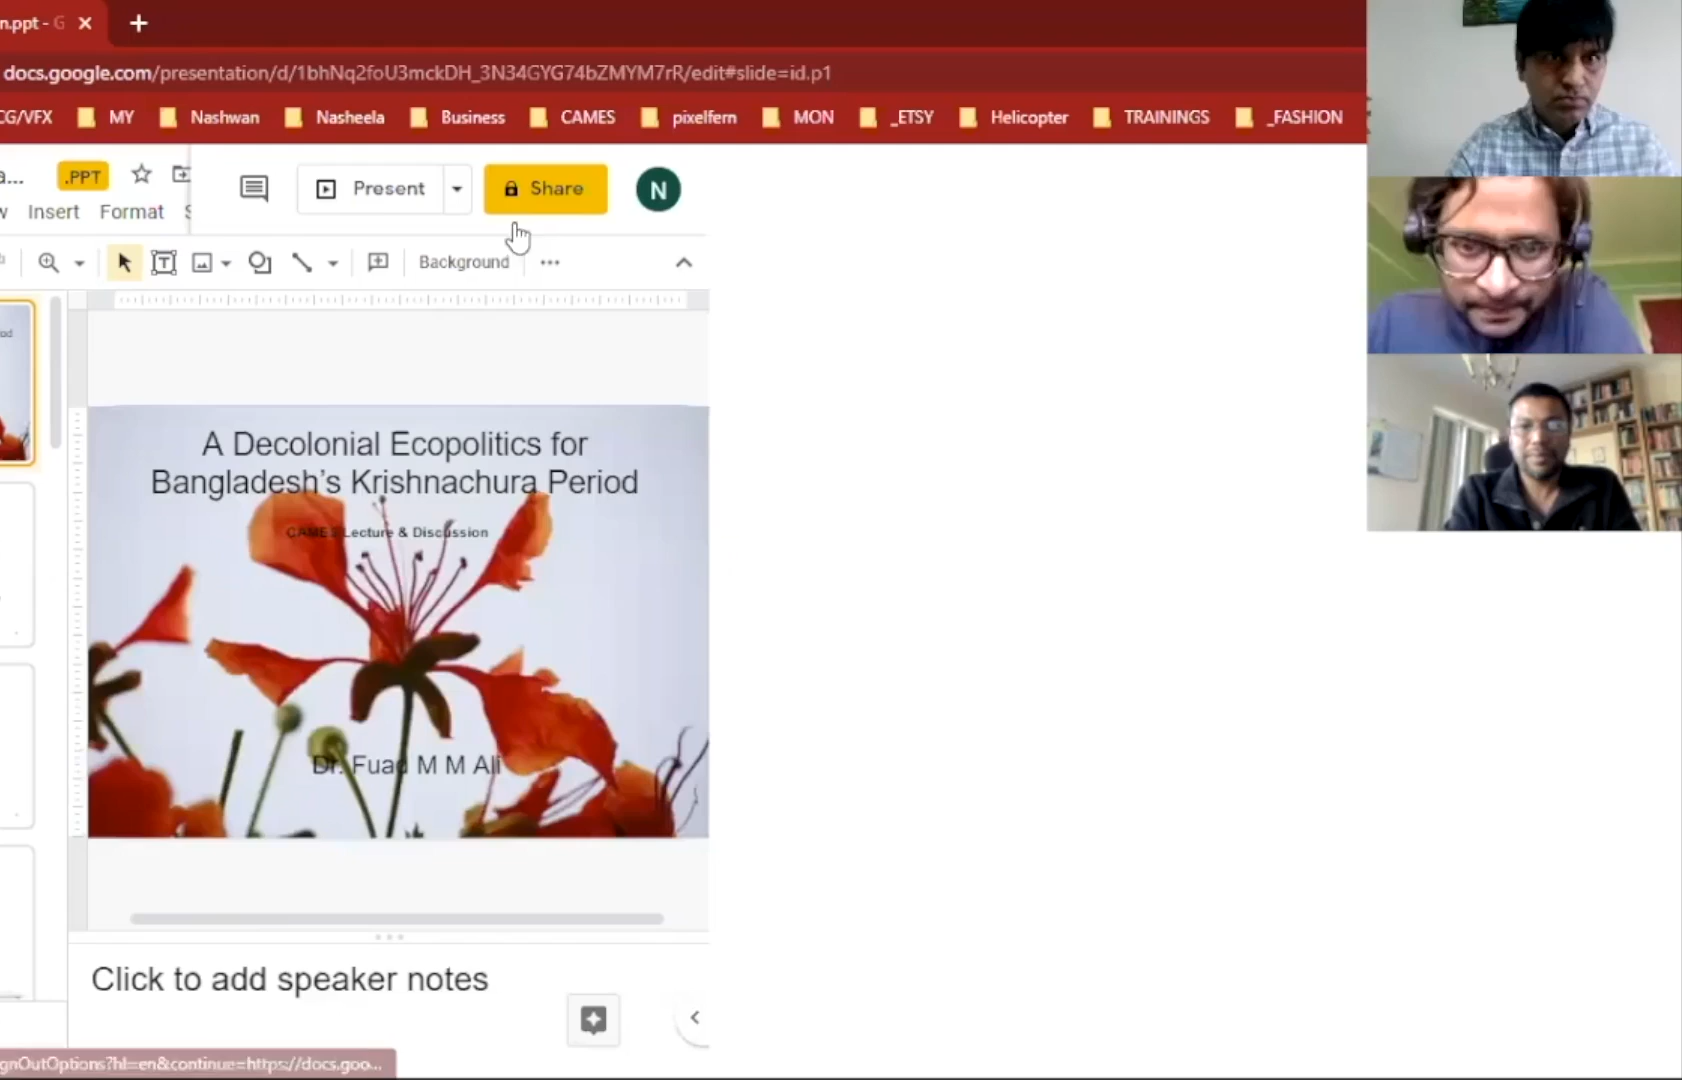 n.ppt - G
docs.google.com/presentation/d/1bhNq2foU3mckDH_3N34GYG74bZMYM7rR/edit#slide=id.p1
CG/VFX MY Nashwan Nasheela Business CAMES pixelfern MON _ETSY Helicopter TRAININGS _FASHION
a... .PPT
Present Share N
w Insert Format
Background
A Decolonial Ecopolitics for
Bangladesh's Krishnachura Period
CAMES Lecture & Discussion
Dr. Fuad M M Ali
Click to add speaker notes
gnOutOptions?hl=en&continue=https://docs.goo...